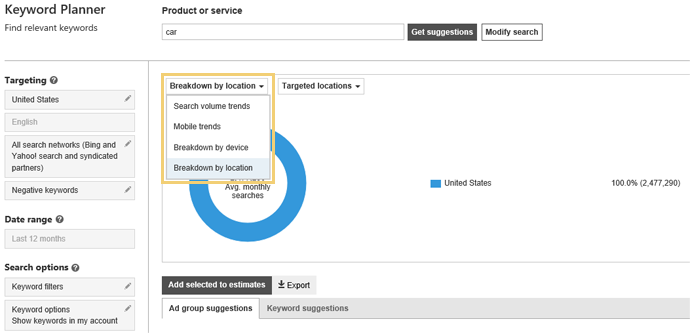 Keyword Planner
Find relevant keywords
Product or service
car
Get suggestions
Modify search
Targeting
United States
English
All search networks (Bing and
Yahoo! search and syndicated
partners)
Negative keywords
Date range
Last 12 months
Search options
Keyword filters
Keyword options
Show keywords in my account
Breakdown by location
Targeted locations
Search volume trends
Mobile trends
Breakdown by device
Breakdown by location
Avg. monthly
searches
United States
100.0% (2,477,290)
Add selected to estimates
Export
Ad group suggestions
Keyword suggestions